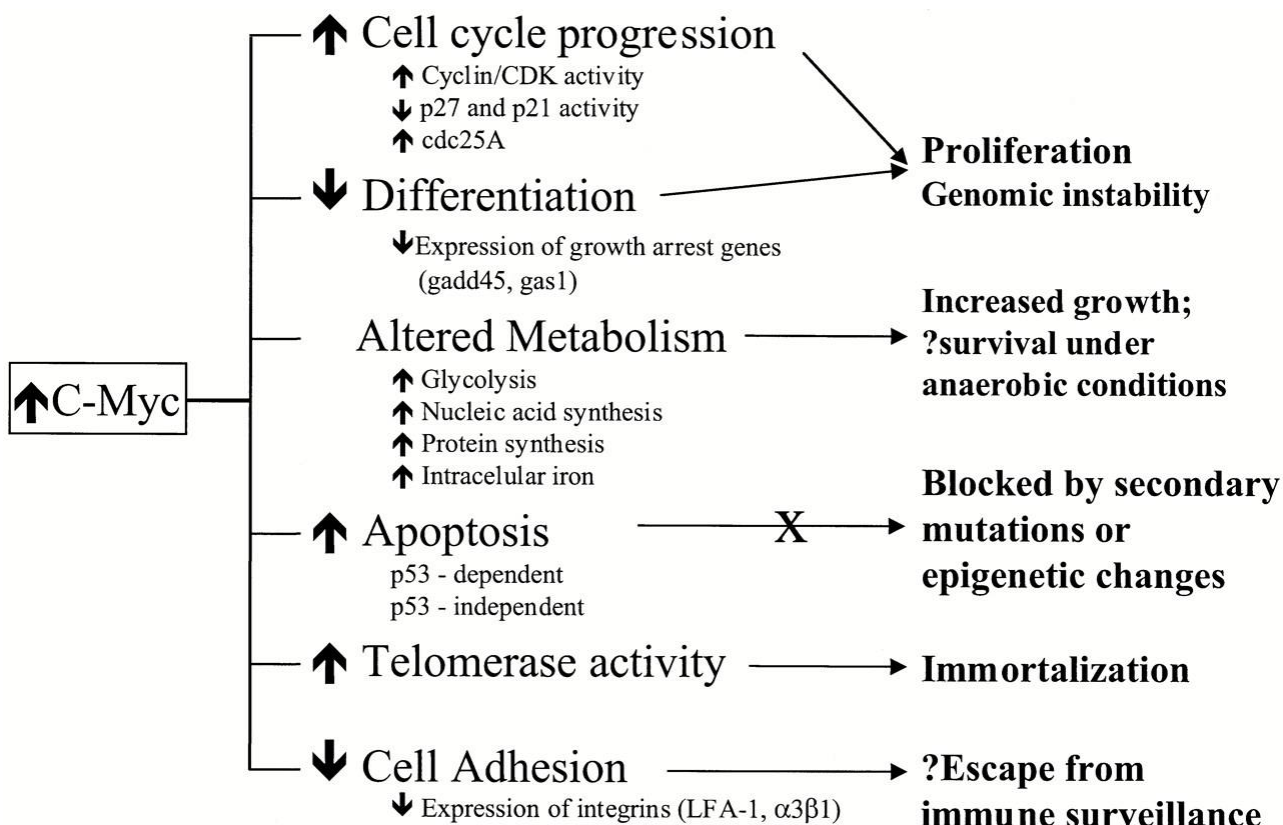 ↑ Cell cycle progression
↑ Cyclin/CDK activity
↓ p27 and p21 activity
↑ cdc25A
Proliferation
Genomic instability
↓ Differentiation
↓Expression of growth arrest genes
(gadd45, gas1)
Altered Metabolism
↑ Glycolysis
↑ Nucleic acid synthesis
↑ Protein synthesis
↑ Intracelular iron
Increased growth;
?survival under
anaerobic conditions
↑C-Myc
↑ Apoptosis
p53 - dependent
p53 - independent
X
Blocked by secondary
mutations or
epigenetic changes
↑ Telomerase activity
Immortalization
↓ Cell Adhesion
↓ Expression of integrins (LFA-1, α3β1)
?Escape from
immune surveillance